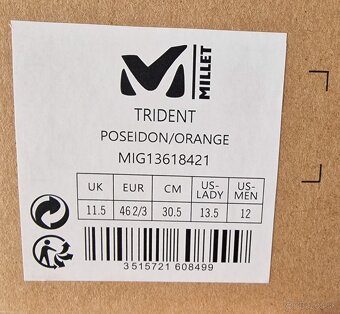 MILLET
TRIDENT
POSEIDON/ORANGE
MIG13618421
UK EUR CM US-LADY US-MEN
11.5 46 2/3 30.5 13.5 12
3 515721 608499